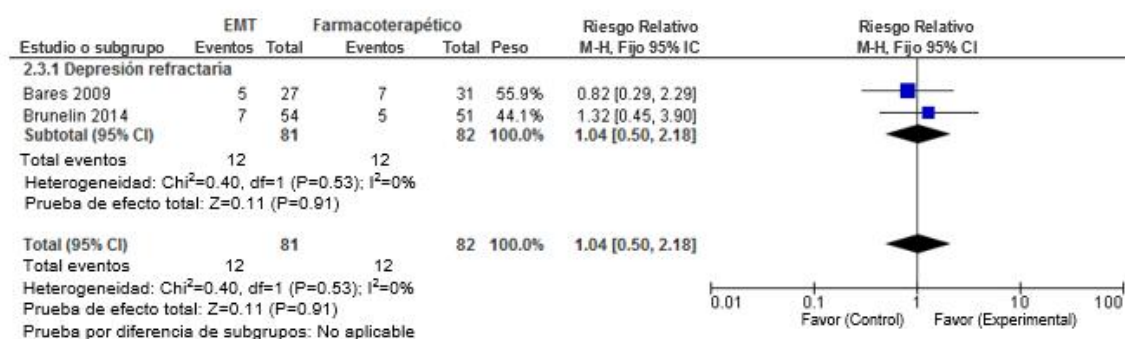 EMT Farmacoterapético Riesgo Relativo Riesgo Relativo
Estudio o subgrupo Eventos Total Eventos Total Peso M-H, Fijo 95% IC M-H, Fijo 95% CI
2.3.1 Depresión refractaria
Bares 2009 5 27 7 31 55.9% 0.82 [0.29, 2.29]
Brunelin 2014 7 54 5 51 44.1% 1.32 [0.45, 3.90]
Subtotal (95% CI) 81 82 100.0% 1.04 [0.50, 2.18]
Total eventos 12 12
Heterogeneidad: Chi²=0.40, df=1 (P=0.53); I²=0%
Prueba de efecto total: Z=0.11 (P=0.91)
Total (95% CI) 81 82 100.0% 1.04 [0.50, 2.18]
Total eventos 12 12
Heterogeneidad: Chi²=0.40, df=1 (P=0.53); I²=0%
Prueba de efecto total: Z=0.11 (P=0.91)
Prueba por diferencia de subgrupos: No aplicable
0.01 0.1 1 10 100
Favor (Control) Favor (Experimental)